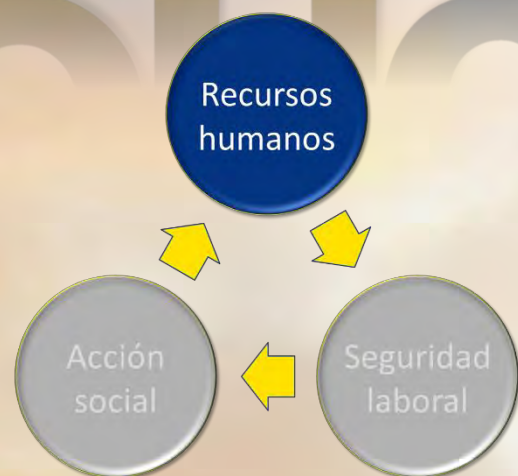 Recursos
humanos
Acción
social
Seguridad
laboral